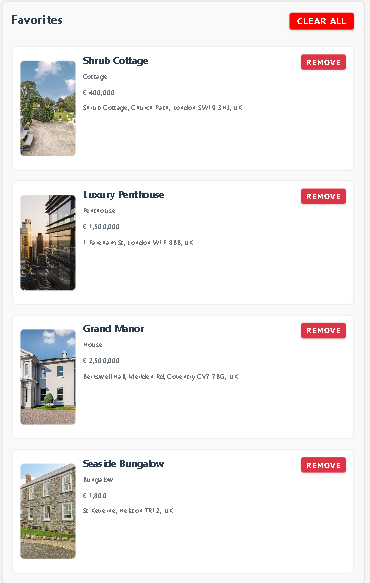 Favorites
CLEAR ALL
Shrub Cottage
REMOVE
Cottage
€ 400,000
Shrub Cottage, Church Path, London SW19 3HJ, UK
Luxury Penthouse
REMOVE
Penthouse
€ 1,500,000
1 Fareham St, London W1F 8BB, UK
Grand Manor
REMOVE
House
€ 2,500,000
Berkswell Hall, Meriden Rd, Coventry CV7 7BG, UK
Seaside Bungalow
REMOVE
Bungalow
€ 1,800
St Keverne, Helston TR12, UK